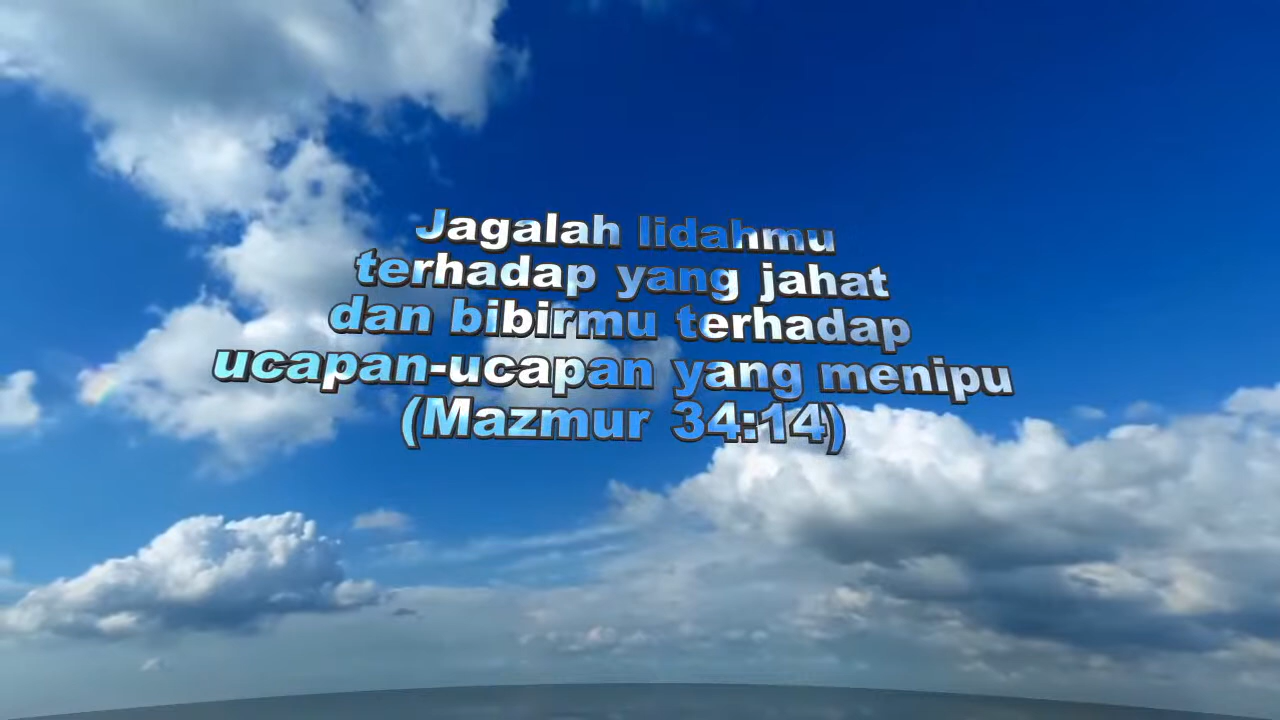 Jagalah lidahmu
terhadap yang jahat
dan bibirmu terhadap
ucapan-ucapan yang menipu
(Mazmur 34:14)